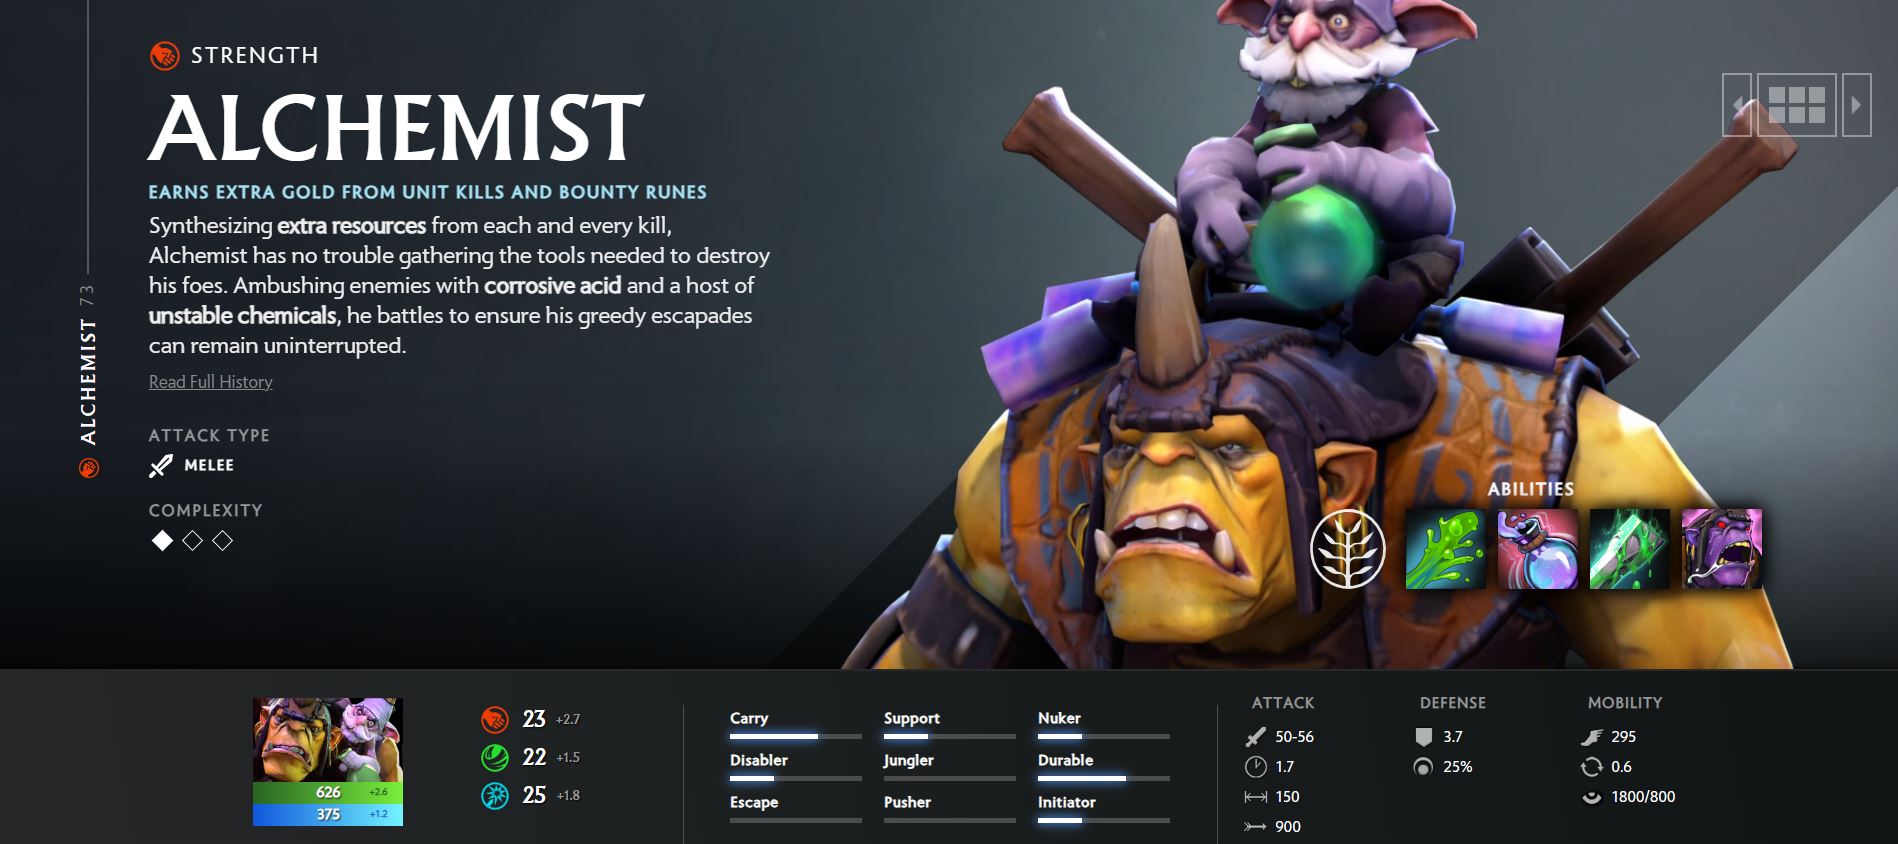 STRENGTH
ALCHEMIST
EARNS EXTRA GOLD FROM UNIT KILLS AND BOUNTY RUNES
Synthesizing extra resources from each and every kill,
Alchemist has no trouble gathering the tools needed to destroy
his foes. Ambushing enemies with corrosive acid and a host of
unstable chemicals, he battles to ensure his greedy escapades
can remain uninterrupted.
Read Full History
ALCHEMIST 73
ATTACK TYPE
MELEE
COMPLEXITY
ABILITIES
626 +2.6
375 +1.2
23 +2.7
22 +1.5
25 +1.8
Carry Support Nuker
Disabler Jungler Durable
Escape Pusher Initiator
ATTACK
50-56
1.7
150
900
DEFENSE
3.7
25%
MOBILITY
295
0.6
1800/800